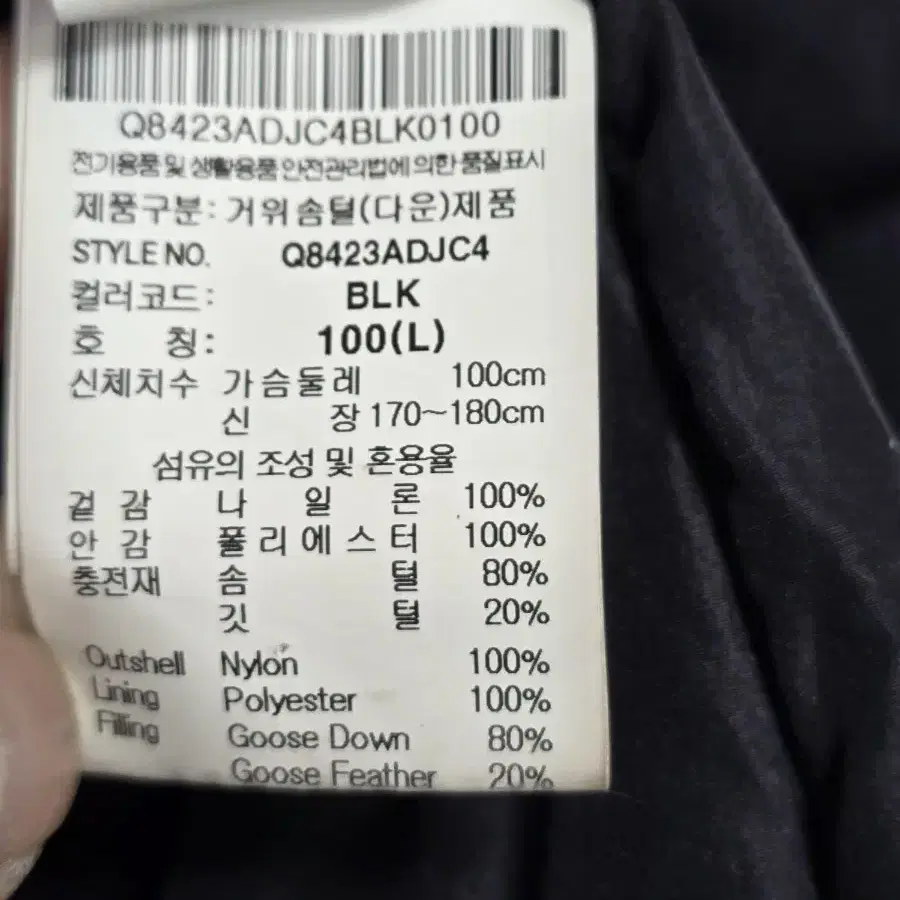 Q8423ADJC4BLK0100
전기용품 및 생활용품 안전관리법에 의한 품질표시
제품구분: 거위솜털(다운)제품
STYLE NO. Q8423ADJC4
컬러코드: BLK
호 칭: 100(L)
신체치수 가슴둘레 100cm
신 장 170~180cm
섬유의 조성 및 혼용율
겉 감 나 일 론 100%
안 감 폴리에스터 100%
충전재 솜 털 80%
깃 털 20%
Outshell Nylon 100%
Lining Polyester 100%
Filling Goose Down 80%
Goose Feather 20%